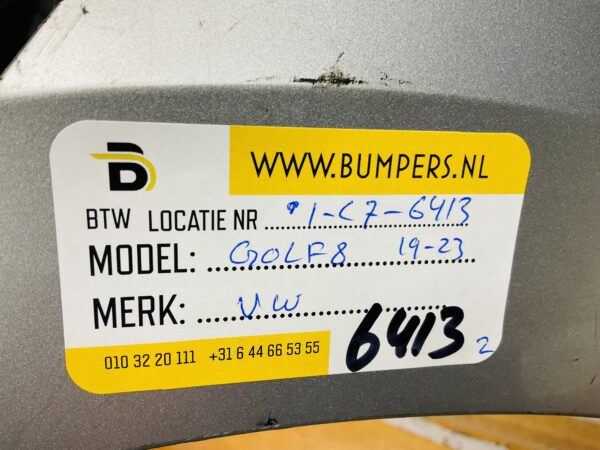 WWW.BUMPERS.NL
BTW LOCATIE NR 1-C7-6413
MODEL: GOLF8 19-23
MERK: VW
010 32 20 111 +31 6 44 66 53 55
6413 2